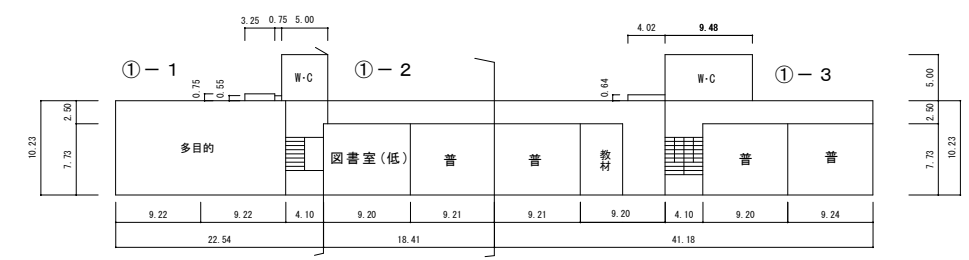 3.25 0.75 5.00
4.02 9.48
①-1
W・C
①-2
W・C
①-3
0.75
0.55
0.64
5.00
2.50
2.50
10.23
7.73
7.73
10.23
多目的
図書室(低)
普
普
教材
普
普
9.22 9.22 4.10 9.20 9.21 9.21 9.20 4.10 9.20 9.24
22.54 18.41 41.18